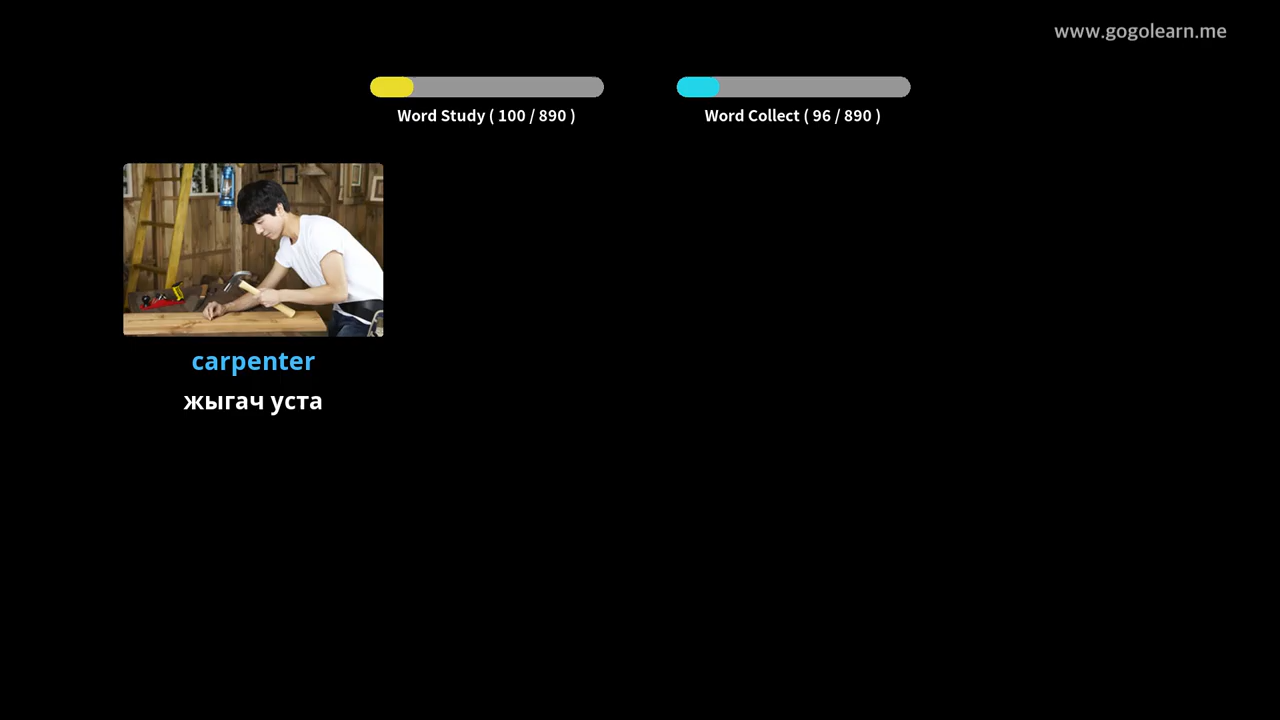 www.gogolearn.me
Word Study ( 100 / 890 )
Word Collect ( 96 / 890 )
carpenter
жыгач уста